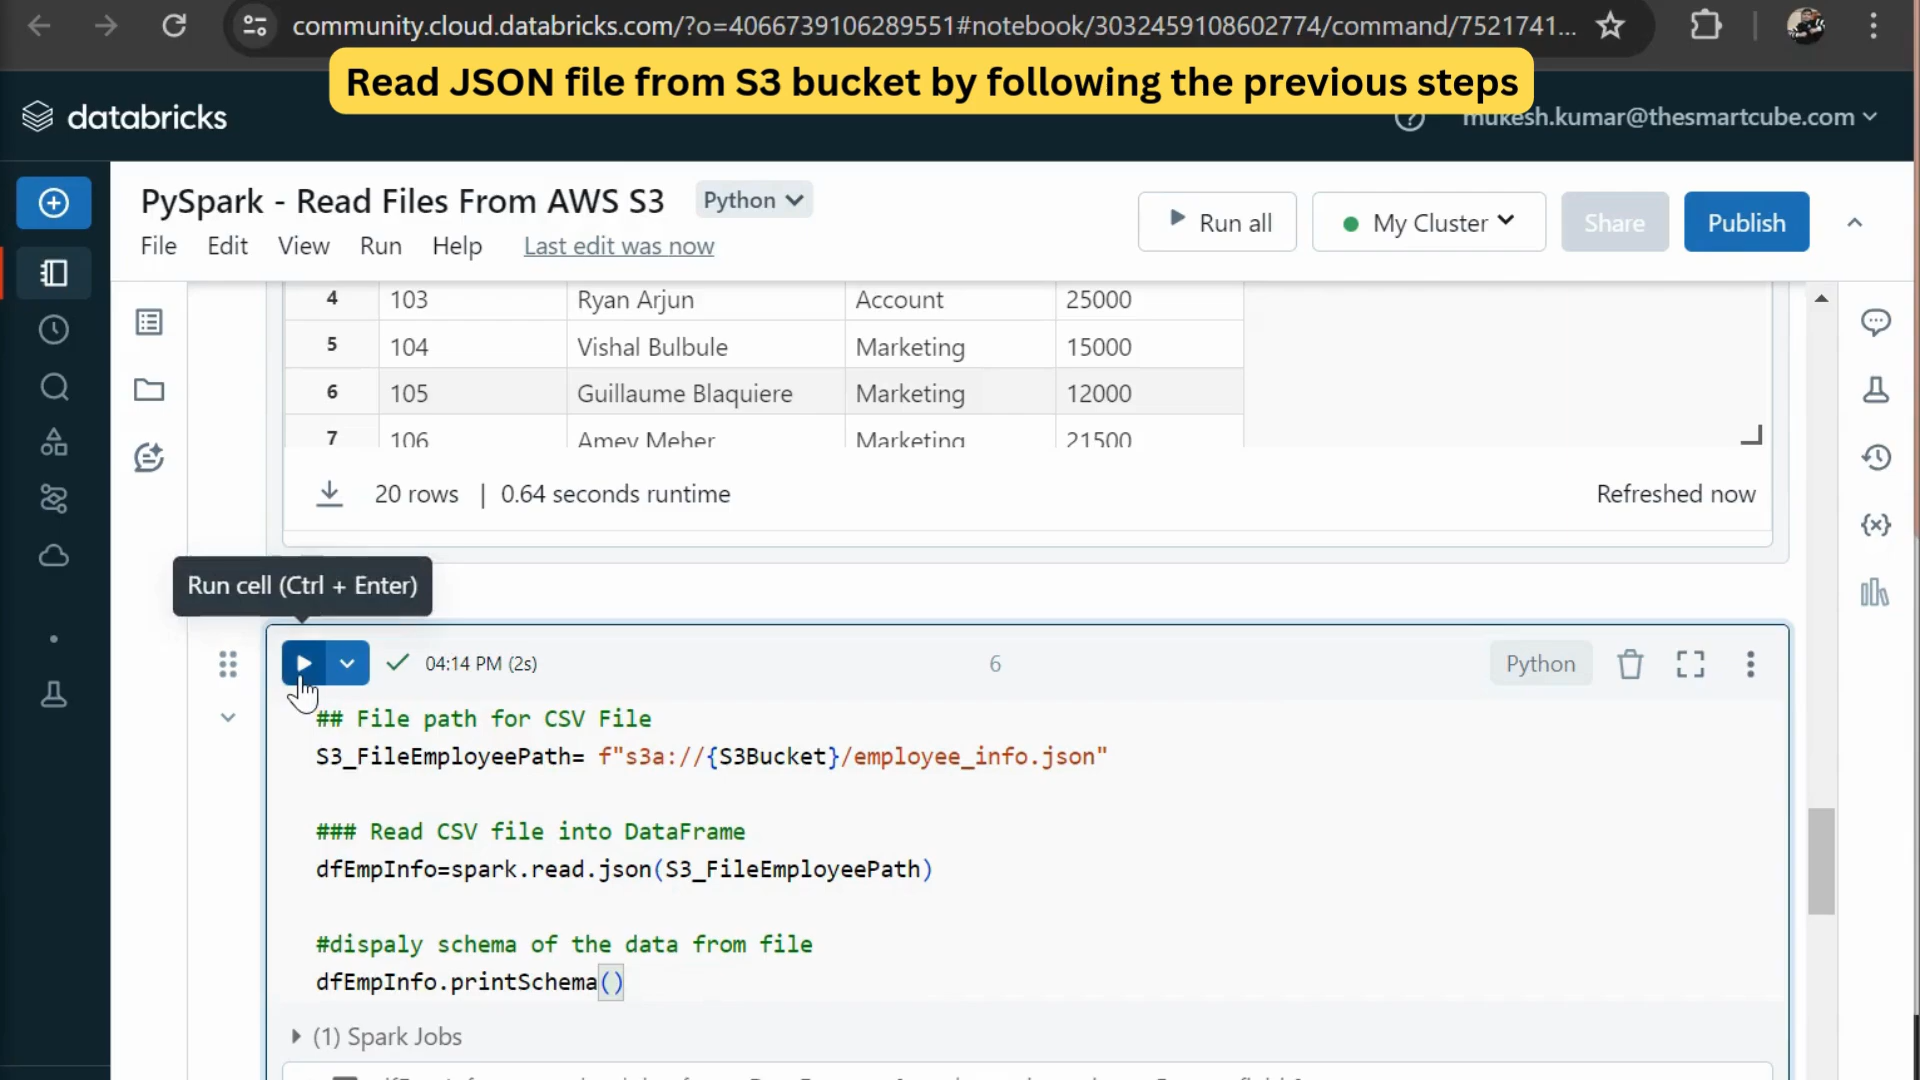 community.cloud.databricks.com/?o=4066739106289551#notebook/3032459108602774/command/7521741...
Read JSON file from S3 bucket by following the previous steps
databricks
mukesh.kumar@thesmartcube.com
PySpark - Read Files From AWS S3
Python
Run all
My Cluster
Share
Publish
File Edit View Run Help Last edit was now
4 103 Ryan Arjun Account 25000
5 104 Vishal Bulbule Marketing 15000
6 105 Guillaume Blaquiere Marketing 12000
7 106 Amey Meher Marketing 21500
20 rows | 0.64 seconds runtime
Refreshed now
Run cell (Ctrl + Enter)
04:14 PM (2s)
6
Python
## File path for CSV File
S3_FileEmployeePath= f"s3a://{S3Bucket}/employee_info.json"
### Read CSV file into DataFrame
dfEmpInfo=spark.read.json(S3_FileEmployeePath)
#dispaly schema of the data from file
dfEmpInfo.printSchema()
(1) Spark Jobs